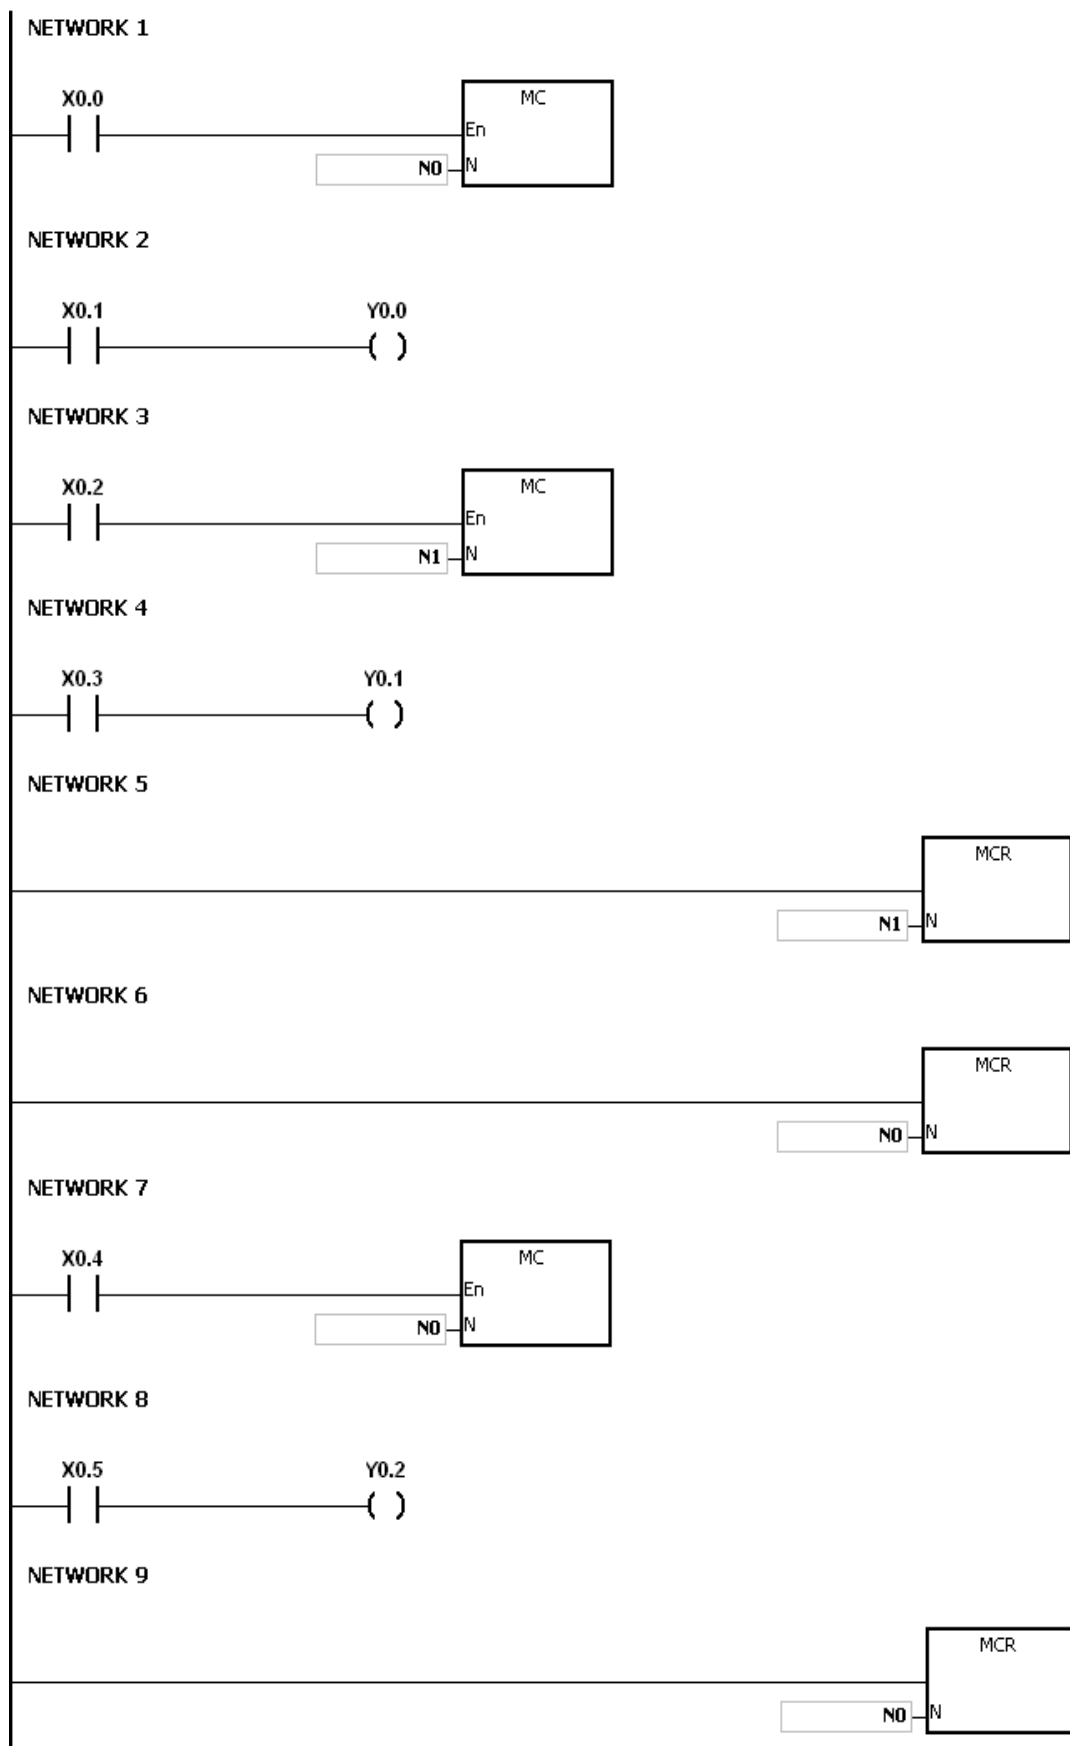 NETWORK 1
X0.0
MC
En
N0 N
NETWORK 2
X0.1 Y0.0
NETWORK 3
X0.2
MC
En
N1 N
NETWORK 4
X0.3 Y0.1
NETWORK 5
MCR
N1 N
NETWORK 6
MCR
N0 N
NETWORK 7
X0.4
MC
En
N0 N
NETWORK 8
X0.5 Y0.2
NETWORK 9
MCR
N0 N